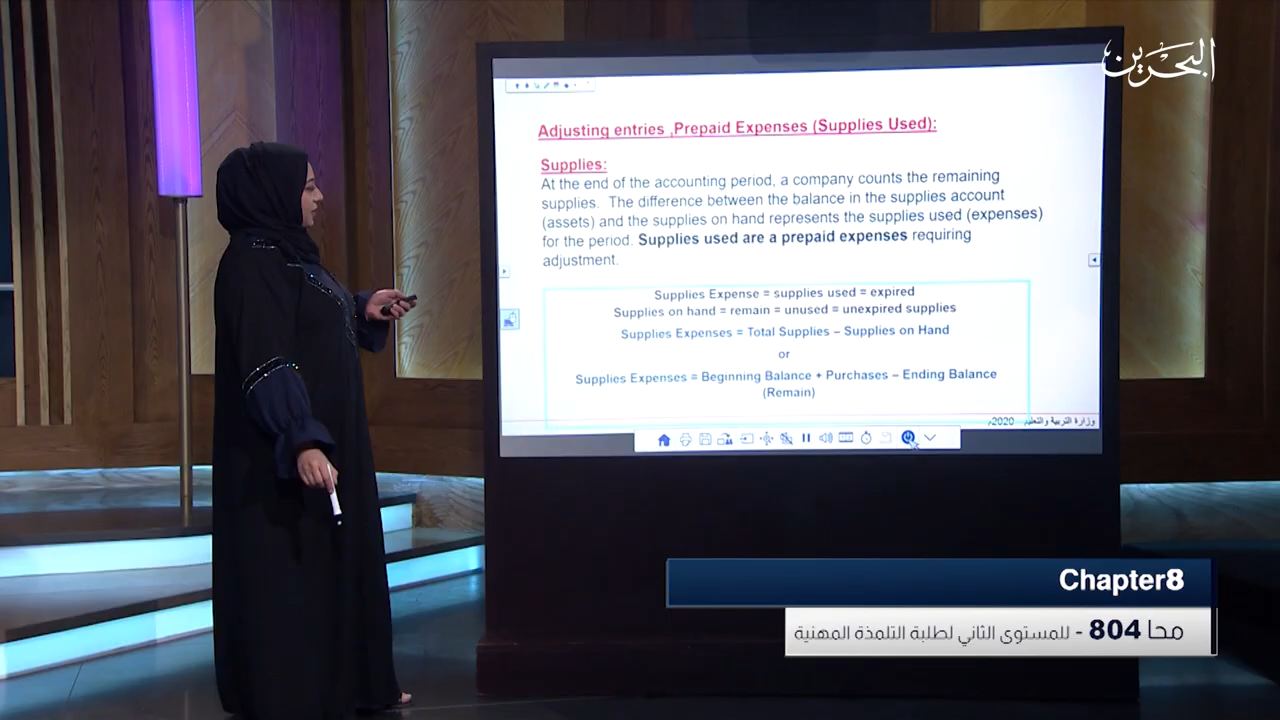 البحرين
Adjusting entries ,Prepaid Expenses (Supplies Used):
Supplies:
At the end of the accounting period, a company counts the remaining
supplies. The difference between the balance in the supplies account
(assets) and the supplies on hand represents the supplies used (expenses)
for the period. Supplies used are a prepaid expenses requiring
adjustment.
Supplies Expense = supplies used = expired
Supplies on hand = remain = unused = unexpired supplies
Supplies Expenses = Total Supplies – Supplies on Hand
or
Supplies Expenses = Beginning Balance + Purchases – Ending Balance
(Remain)
وزارة التربية والتعليم 2020م
Chapter8
محا 804 - للمستوى الثاني لطلبة التلمذة المهنية